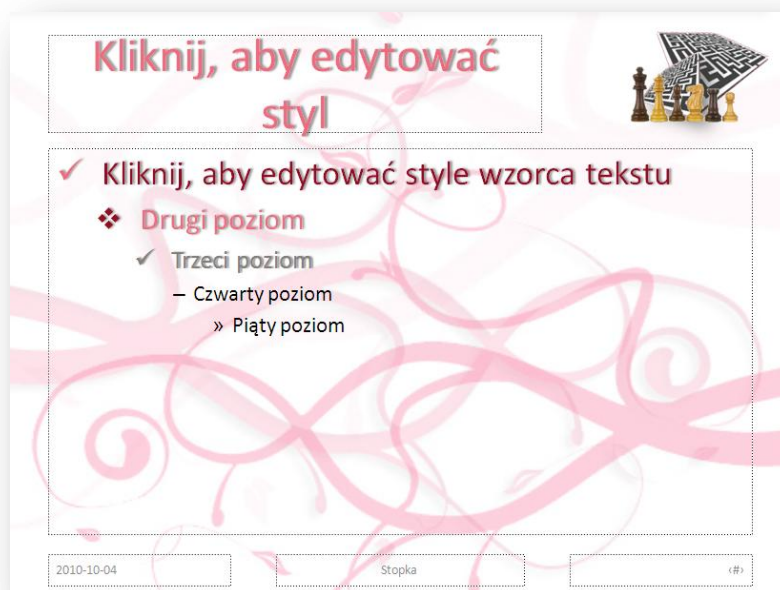 Kliknij, aby edytować
styl
Kliknij, aby edytować style wzorca tekstu
Drugi poziom
Trzeci poziom
– Czwarty poziom
» Piąty poziom
2010-10-04 Stopka ‹#›